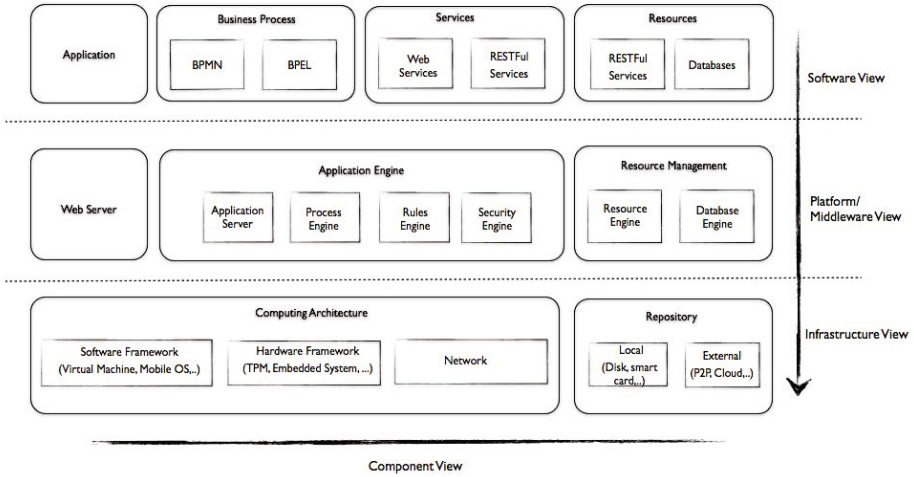 Business Process
Services
Resources
Application
BPMN
BPEL
Web
Services
RESTFul
Services
RESTFul
Services
Databases
Software View
Application Engine
Resource Management
Web Server
Application
Server
Process
Engine
Rules
Engine
Security
Engine
Resource
Engine
Database
Engine
Platform/
Middleware View
Computing Architecture
Repository
Software Framework
(Virtual Machine, Mobile OS,..)
Hardware Framework
(TPM, Embedded System, ...)
Network
Local
(Disk, smart
card,..)
External
(P2P, Cloud,..)
Infrastructure View
Component View